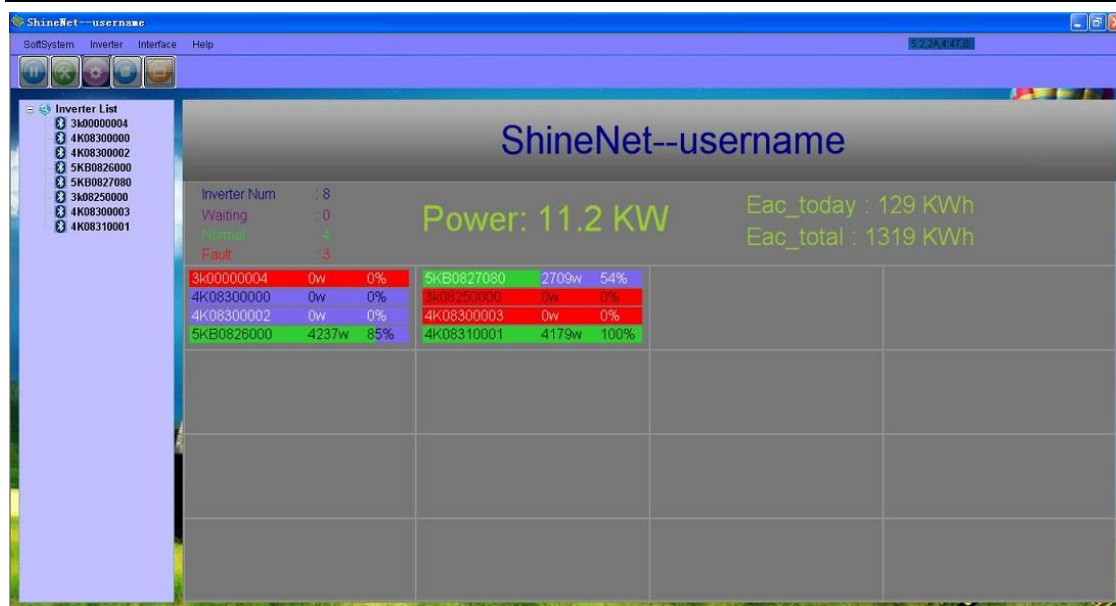 ShineNet--username
SoftSystem Inverter Interface Help
Inverter List
3k00000004
4K08300000
4K08300002
5KB0826000
5KB0827080
3k08250000
4K08300003
4K08310001
ShineNet--username
Inverter Num : 8
Waiting : 0
Normal : 4
Fault : 3
Power: 11.2 KW
Eac_today : 129 KWh
Eac_total : 1319 KWh
3k00000004 0w 0%
4K08300000 0w 0%
4K08300002 0w 0%
5KB0826000 4237w 85%
5KB0827080 2709w 54%
3k08250000 0w 0%
4K08300003 0w 0%
4K08310001 4179w 100%